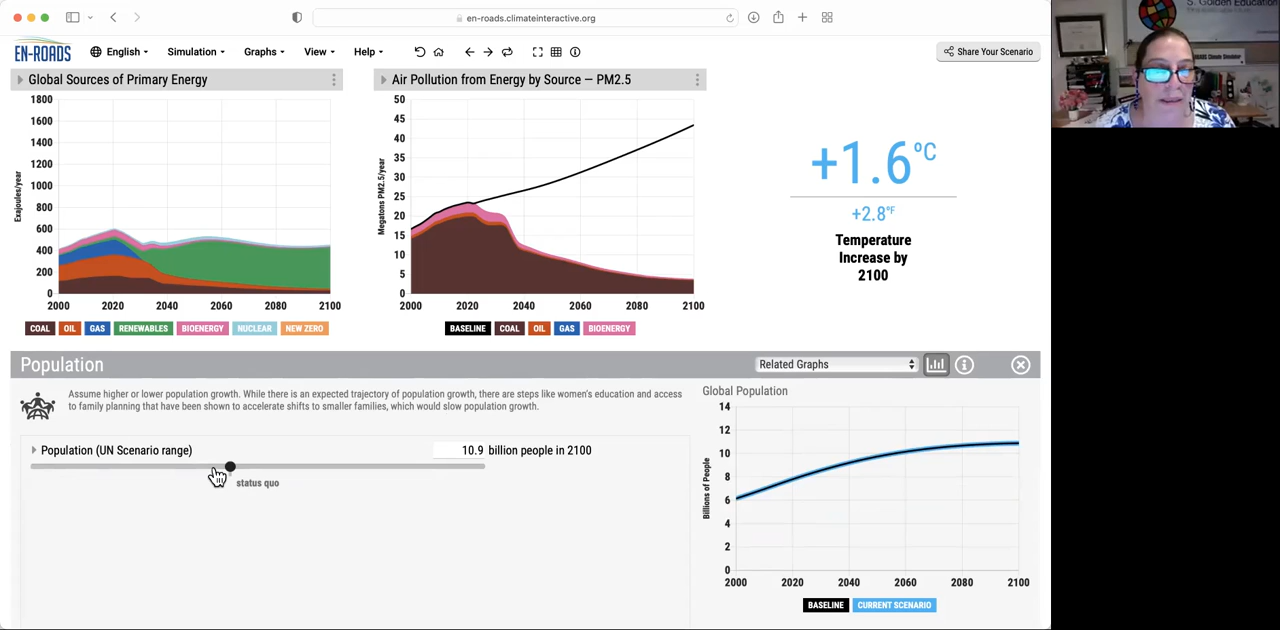 en-roads.climateinteractive.org
EN-ROADS
English
Simulation
Graphs
View
Help
Share Your Scenario
Global Sources of Primary Energy
1800
1600
1400
1200
1000
800
600
400
200
0
Exajoules/year
2000
2020
2040
2060
2080
2100
COAL
OIL
GAS
RENEWABLES
BIOENERGY
NUCLEAR
NEW ZERO
Air Pollution from Energy by Source — PM2.5
50
45
40
35
30
25
20
15
10
5
0
Megatons PM2.5/year
2000
2020
2040
2060
2080
2100
BASELINE
COAL
OIL
GAS
BIOENERGY
+1.6°C
+2.8°F
Temperature
Increase by
2100
S. Golden Education
Population
Related Graphs
Assume higher or lower population growth. While there is an expected trajectory of population growth, there are steps like women's education and access
to family planning that have been shown to accelerate shifts to smaller families, which would slow population growth.
Population (UN Scenario range)
10.9 billion people in 2100
status quo
Global Population
14
12
10
8
6
4
2
0
Billions of People
2000
2020
2040
2060
2080
2100
BASELINE
CURRENT SCENARIO